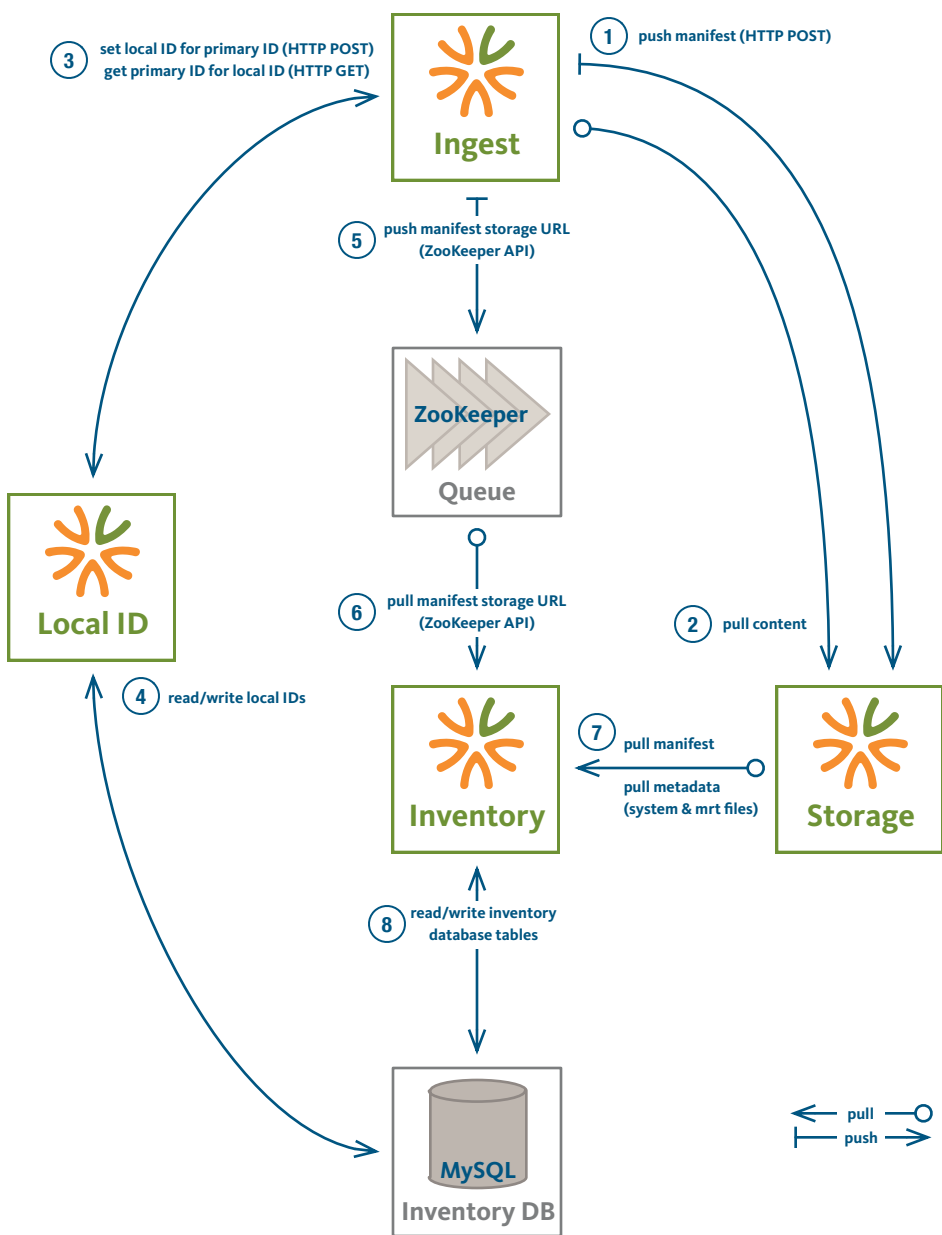 1
push manifest (HTTP POST)
3
set local ID for primary ID (HTTP POST)
get primary ID for local ID (HTTP GET)
Ingest
5
push manifest storage URL
(ZooKeeper API)
ZooKeeper
Queue
Local ID
6
pull manifest storage URL
(ZooKeeper API)
2
pull content
4
read/write local IDs
7
pull manifest
pull metadata
(system & mrt files)
Inventory
Storage
8
read/write inventory
database tables
MySQL
Inventory DB
pull
push